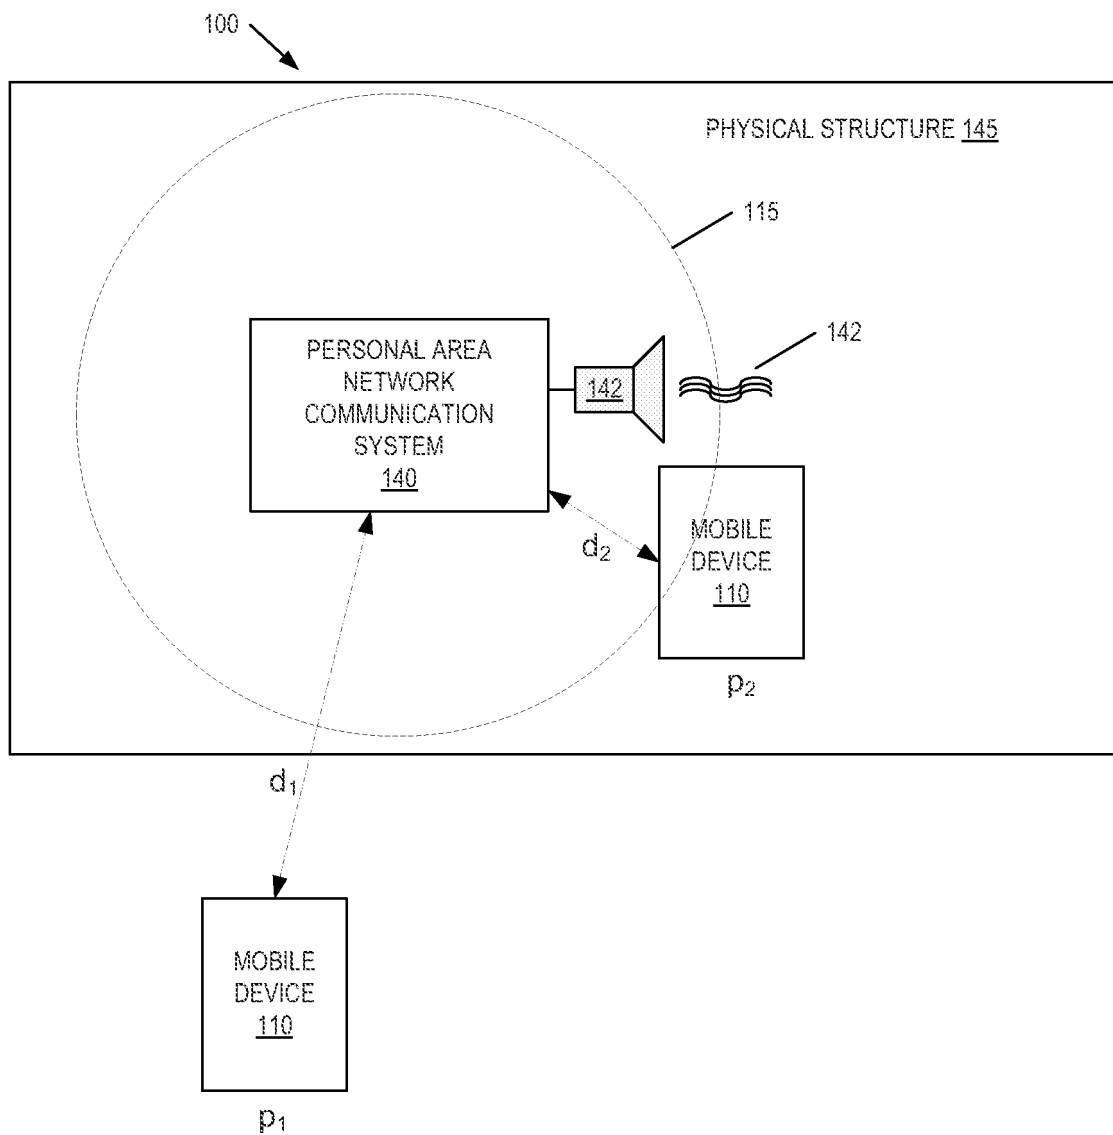 100
PHYSICAL STRUCTURE 145
115
142
PERSONAL AREA
NETWORK
COMMUNICATION
SYSTEM
140
142
MOBILE
DEVICE
110
d₂
p₂
d₁
MOBILE
DEVICE
110
p₁